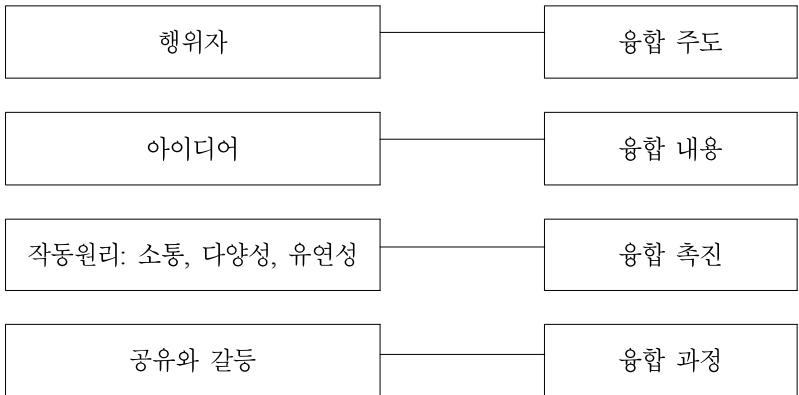 행위자
융합 주도
아이디어
융합 내용
작동원리: 소통, 다양성, 유연성
융합 촉진
공유와 갈등
융합 과정